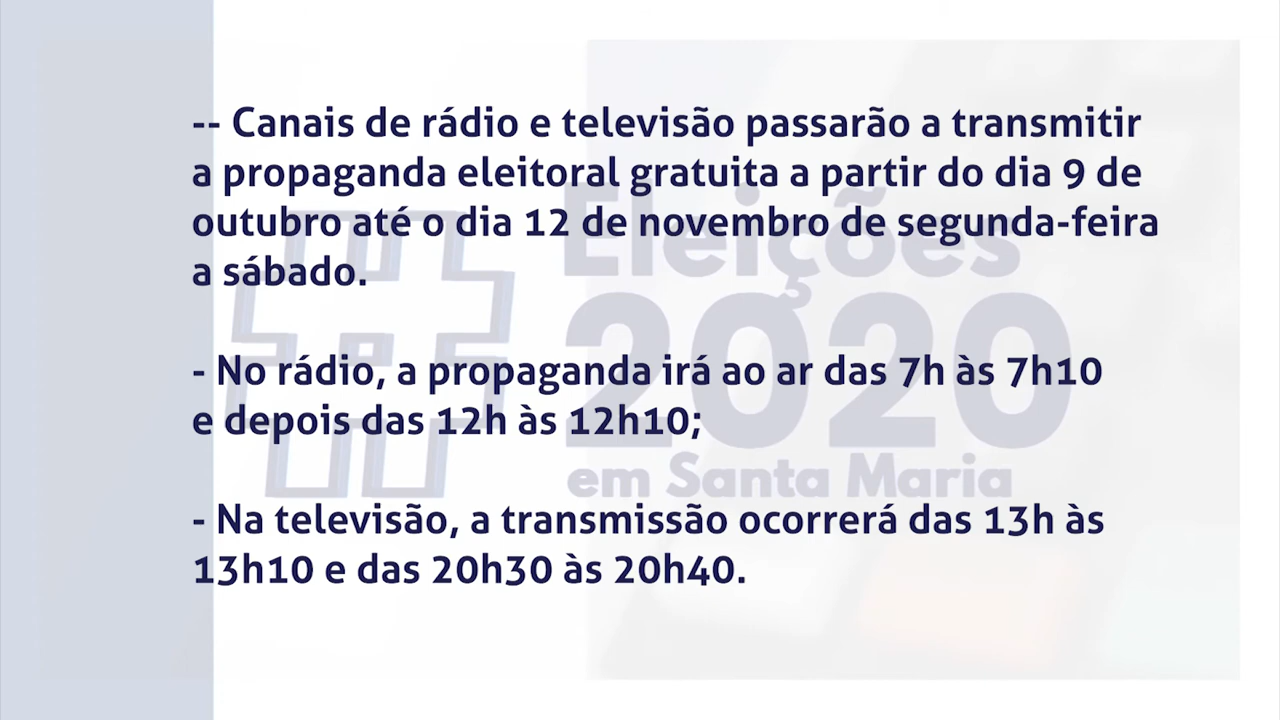 -- Canais de rádio e televisão passarão a transmitir
a propaganda eleitoral gratuita a partir do dia 9 de
outubro até o dia 12 de novembro de segunda-feira
a sábado.
- No rádio, a propaganda irá ao ar das 7h às 7h10
e depois das 12h às 12h10;
- Na televisão, a transmissão ocorrerá das 13h às
13h10 e das 20h30 às 20h40.
Eleições
2020
em Santa Maria